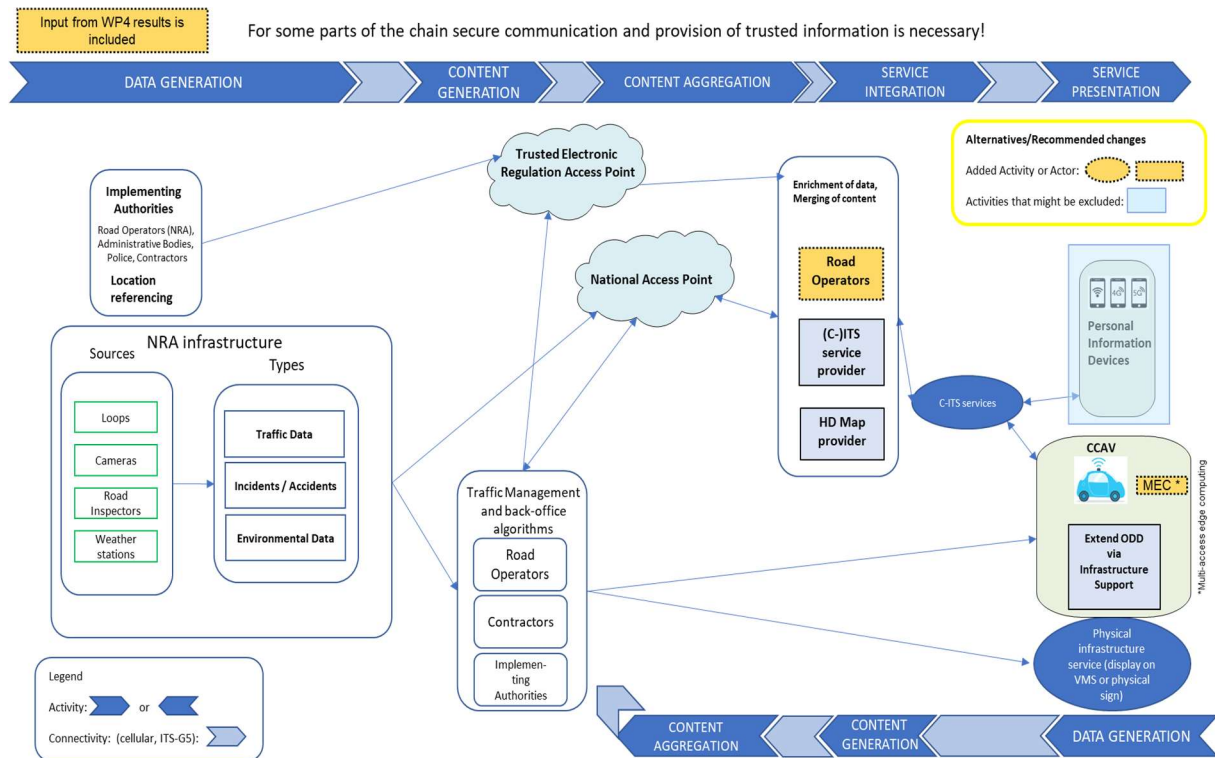 Input from WP4 results is
included
For some parts of the chain secure communication and provision of trusted information is necessary!
DATA GENERATION
CONTENT
GENERATION
CONTENT AGGREGATION
SERVICE
INTEGRATION
SERVICE
PRESENTATION
Implementing
Authorities
Road Operators (NRA),
Administrative Bodies,
Police, Contractors
Location
referencing
Trusted Electronic
Regulation Access Point
National Access Point
Enrichment of data,
Merging of content
Road
Operators
(C-)ITS
service
provider
HD Map
provider
Alternatives/Recommended changes
Added Activity or Actor:
Activities that might be excluded:
4G
5G
Personal
Information
Devices
C-ITS services
NRA infrastructure
Sources
Types
Loops
Cameras
Road
Inspectors
Weather
stations
Traffic Data
Incidents / Accidents
Environmental Data
Traffic Management
and back-office
algorithms
Road
Operators
Contractors
Implemen-
ting
Authorities
CCAV
MEC *
Extend ODD
via
Infrastructure
Support
*Multi-access edge computing
Physical
infrastructure
service (display on
VMS or physical
sign)
Legend
Activity:
or
Connectivity: (cellular, ITS-G5):
CONTENT
AGGREGATION
CONTENT
GENERATION
DATA GENERATION